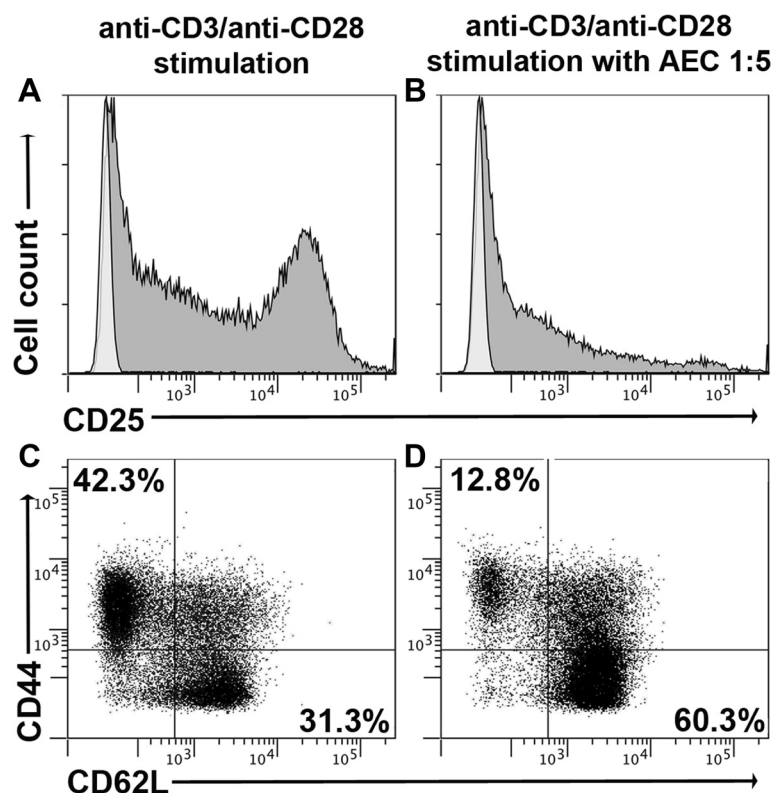 anti-CD3/anti-CD28
stimulation
anti-CD3/anti-CD28
stimulation with AEC 1:5
A
B
Cell count
10³ 10⁴ 10⁵
10³ 10⁴ 10⁵
CD25
C
D
42.3%
12.8%
10⁵
10⁴
10³
10⁵
10⁴
10³
CD44
31.3%
60.3%
10³ 10⁴ 10⁵
10³ 10⁴ 10⁵
CD62L